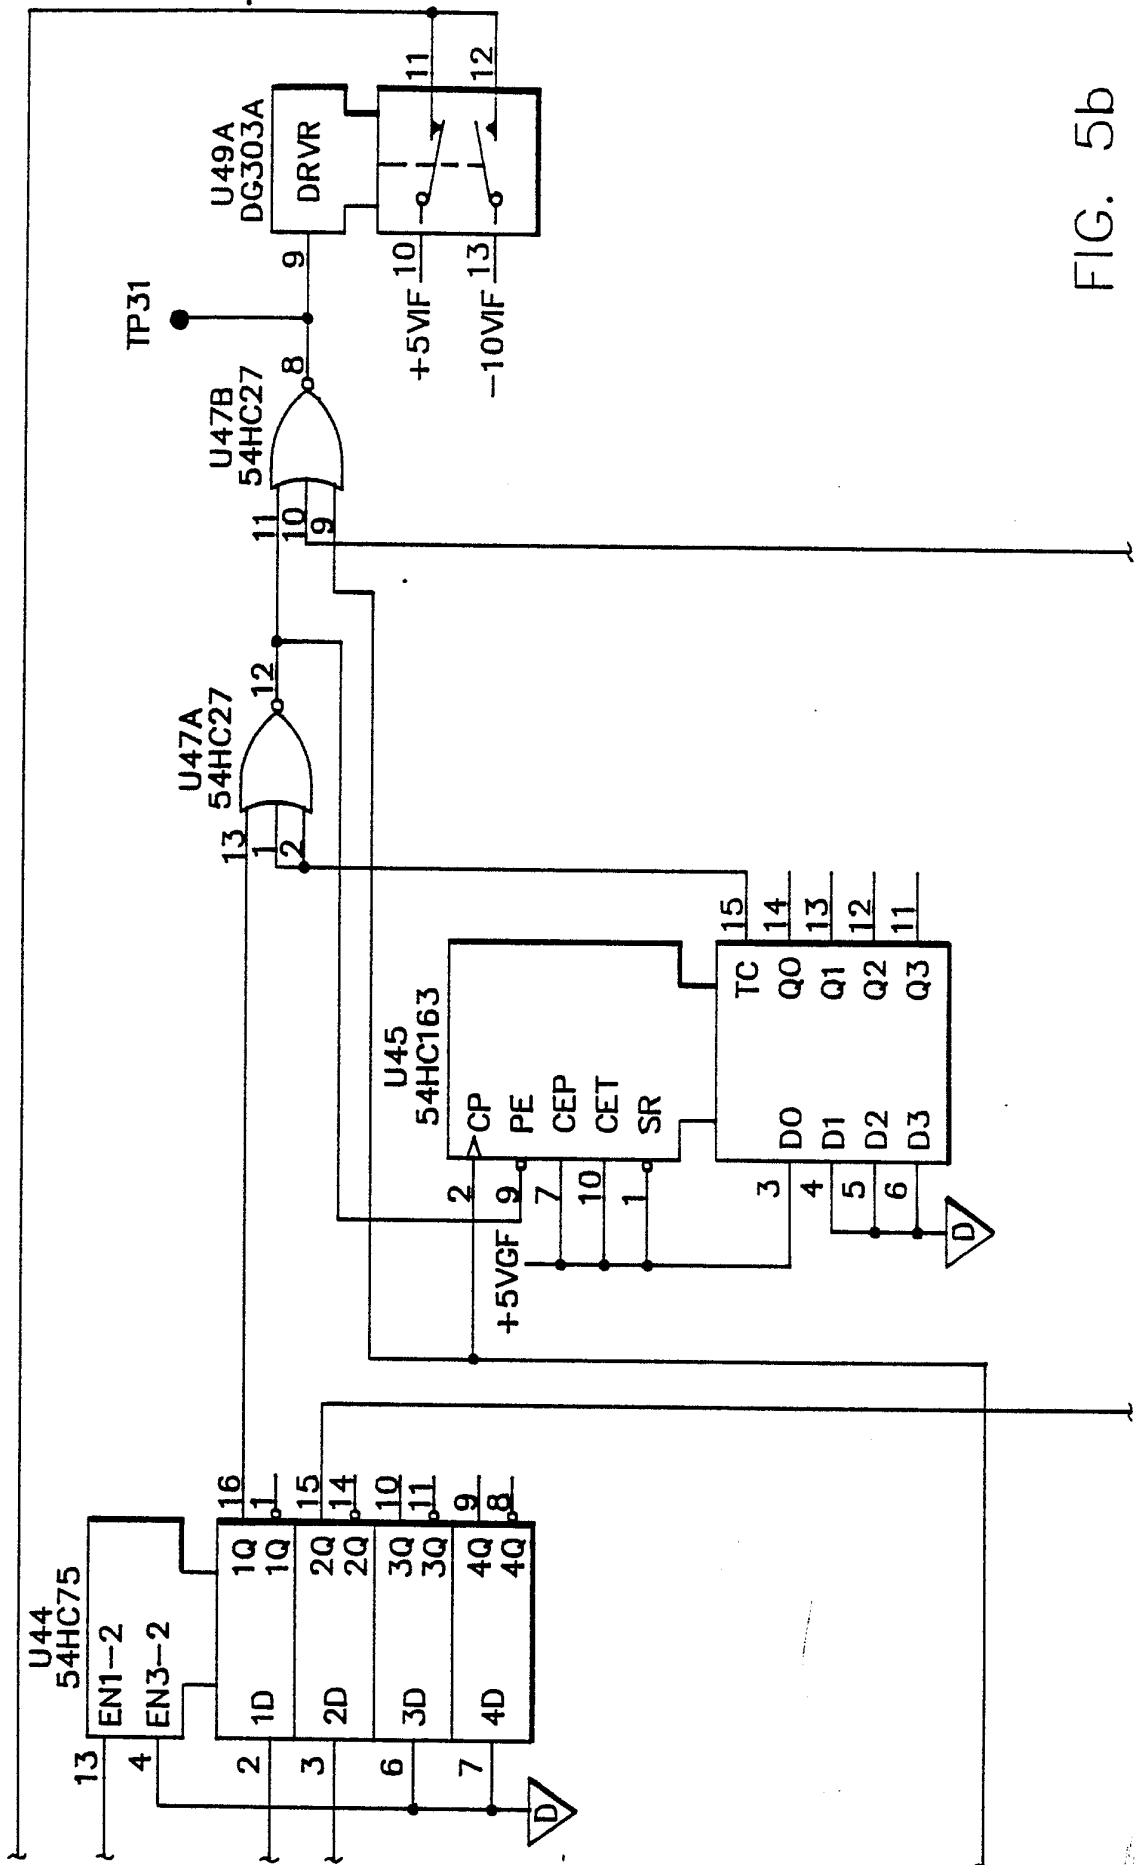 U44
54HC75
13
EN1-2
4
EN3-2
2
1D
1Q
16
1Q
1
3
2D
2Q
15
2Q
14
6
3D
3Q
10
3Q
11
7
4D
4Q
9
4Q
8
D
U45
54HC163
2
CP
9
PE
+5VGF
7
CEP
10
CET
1
SR
TC
15
3
D0
Q0
14
4
D1
Q1
13
5
D2
Q2
12
6
D3
Q3
11
D
U47A
54HC27
13
1
2
12
U47B
54HC27
11
10
9
8
TP31
U49A
DG303A
9
DRVR
+5VIF
10
11
-10VIF
13
12
FIG. 5b